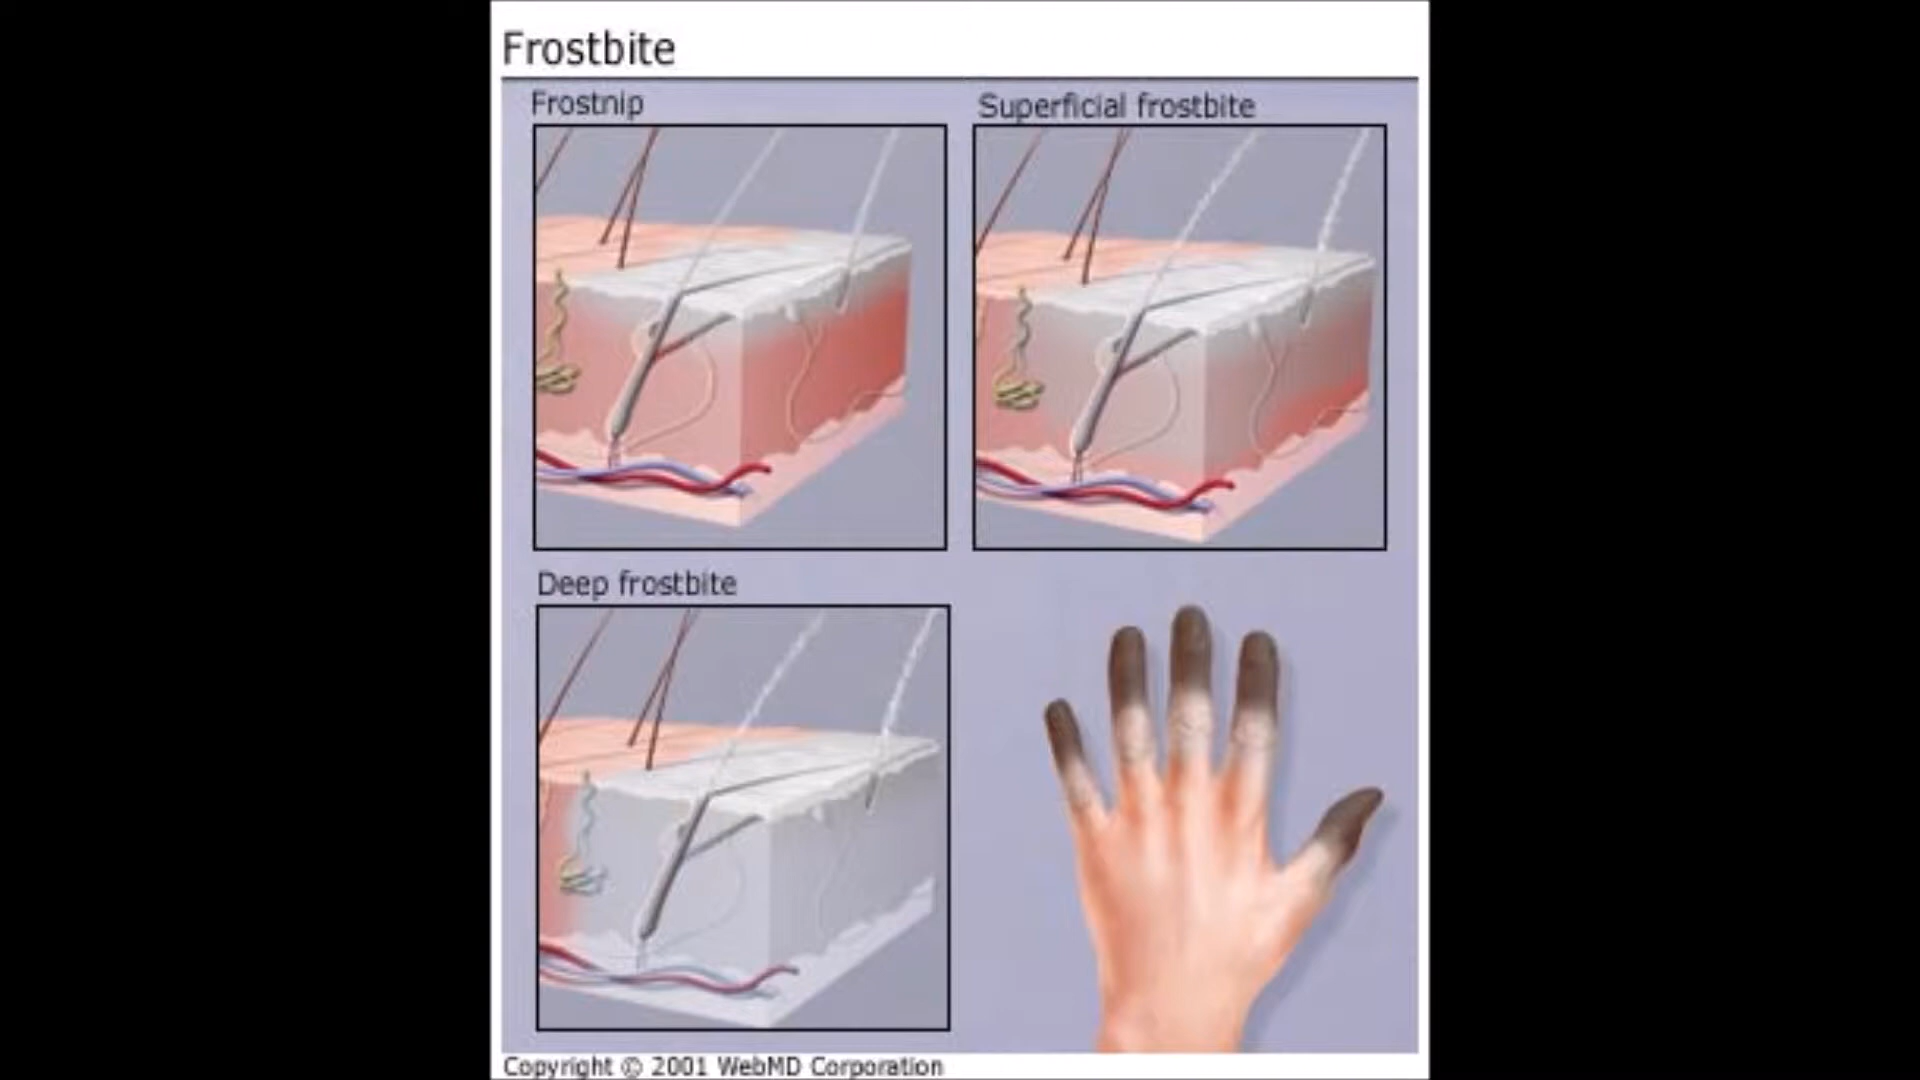 Frostbite
Frostnip
Superficial frostbite
Deep frostbite
Copyright © 2001 WebMD Corporation